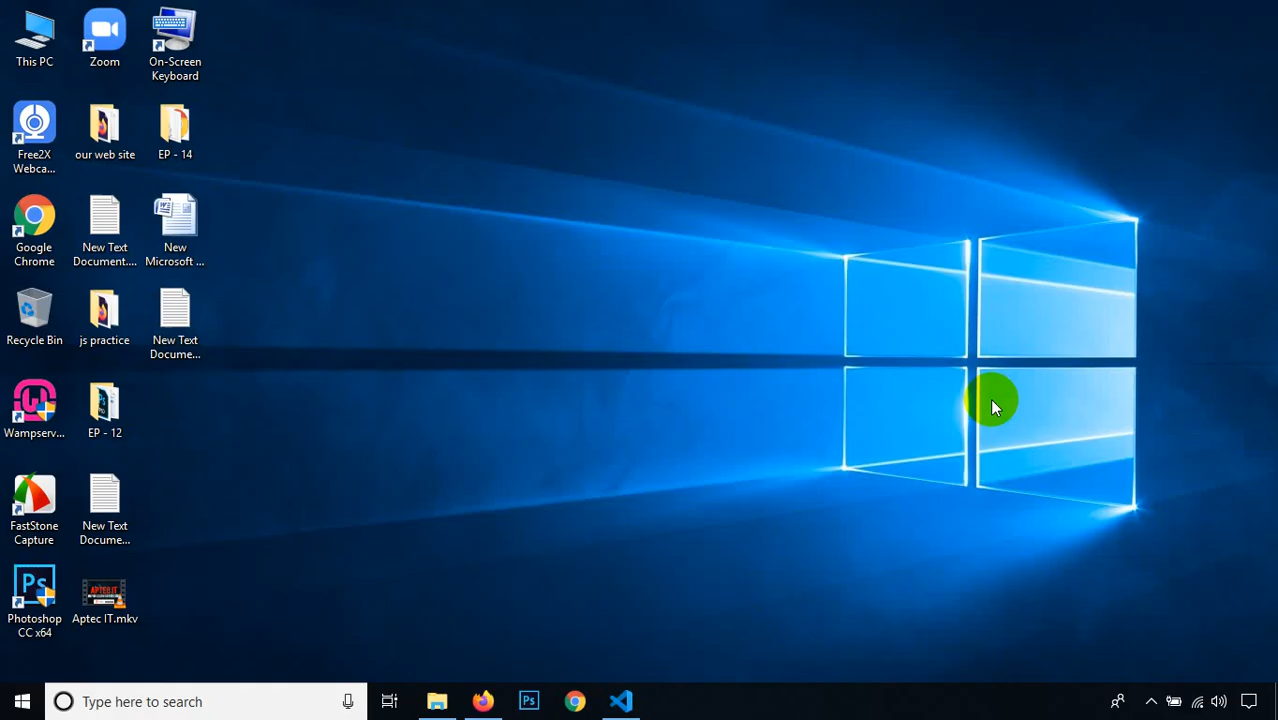 This PC
Zoom
On-Screen
Keyboard
Free2X
Webca...
our web site
EP - 14
Google
Chrome
New Text
Document....
New
Microsoft ...
Recycle Bin
js practice
New Text
Docume...
Wampserv...
EP - 12
FastStone
Capture
New Text
Docume...
Photoshop
CC x64
APTEC IT
Aptec IT.mkv
Type here to search